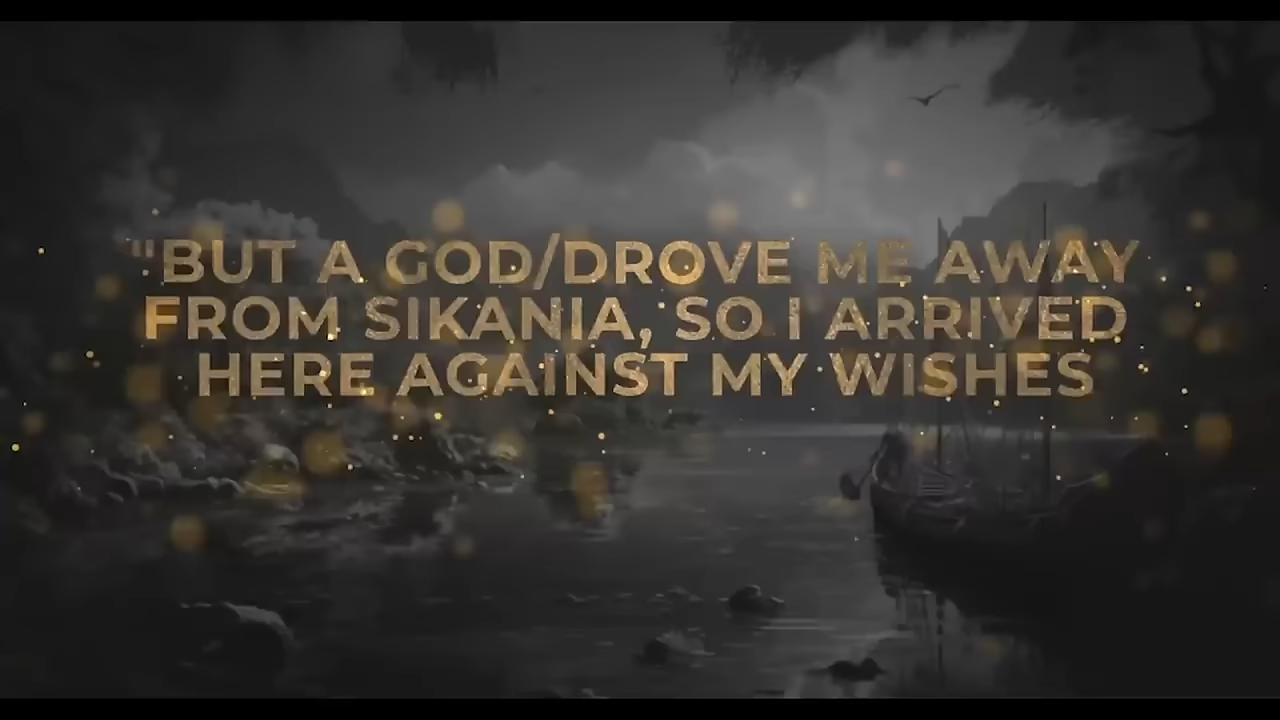 "BUT A GOD/DROVE ME AWAY
FROM SIKANIA, SO I ARRIVED
HERE AGAINST MY WISHES